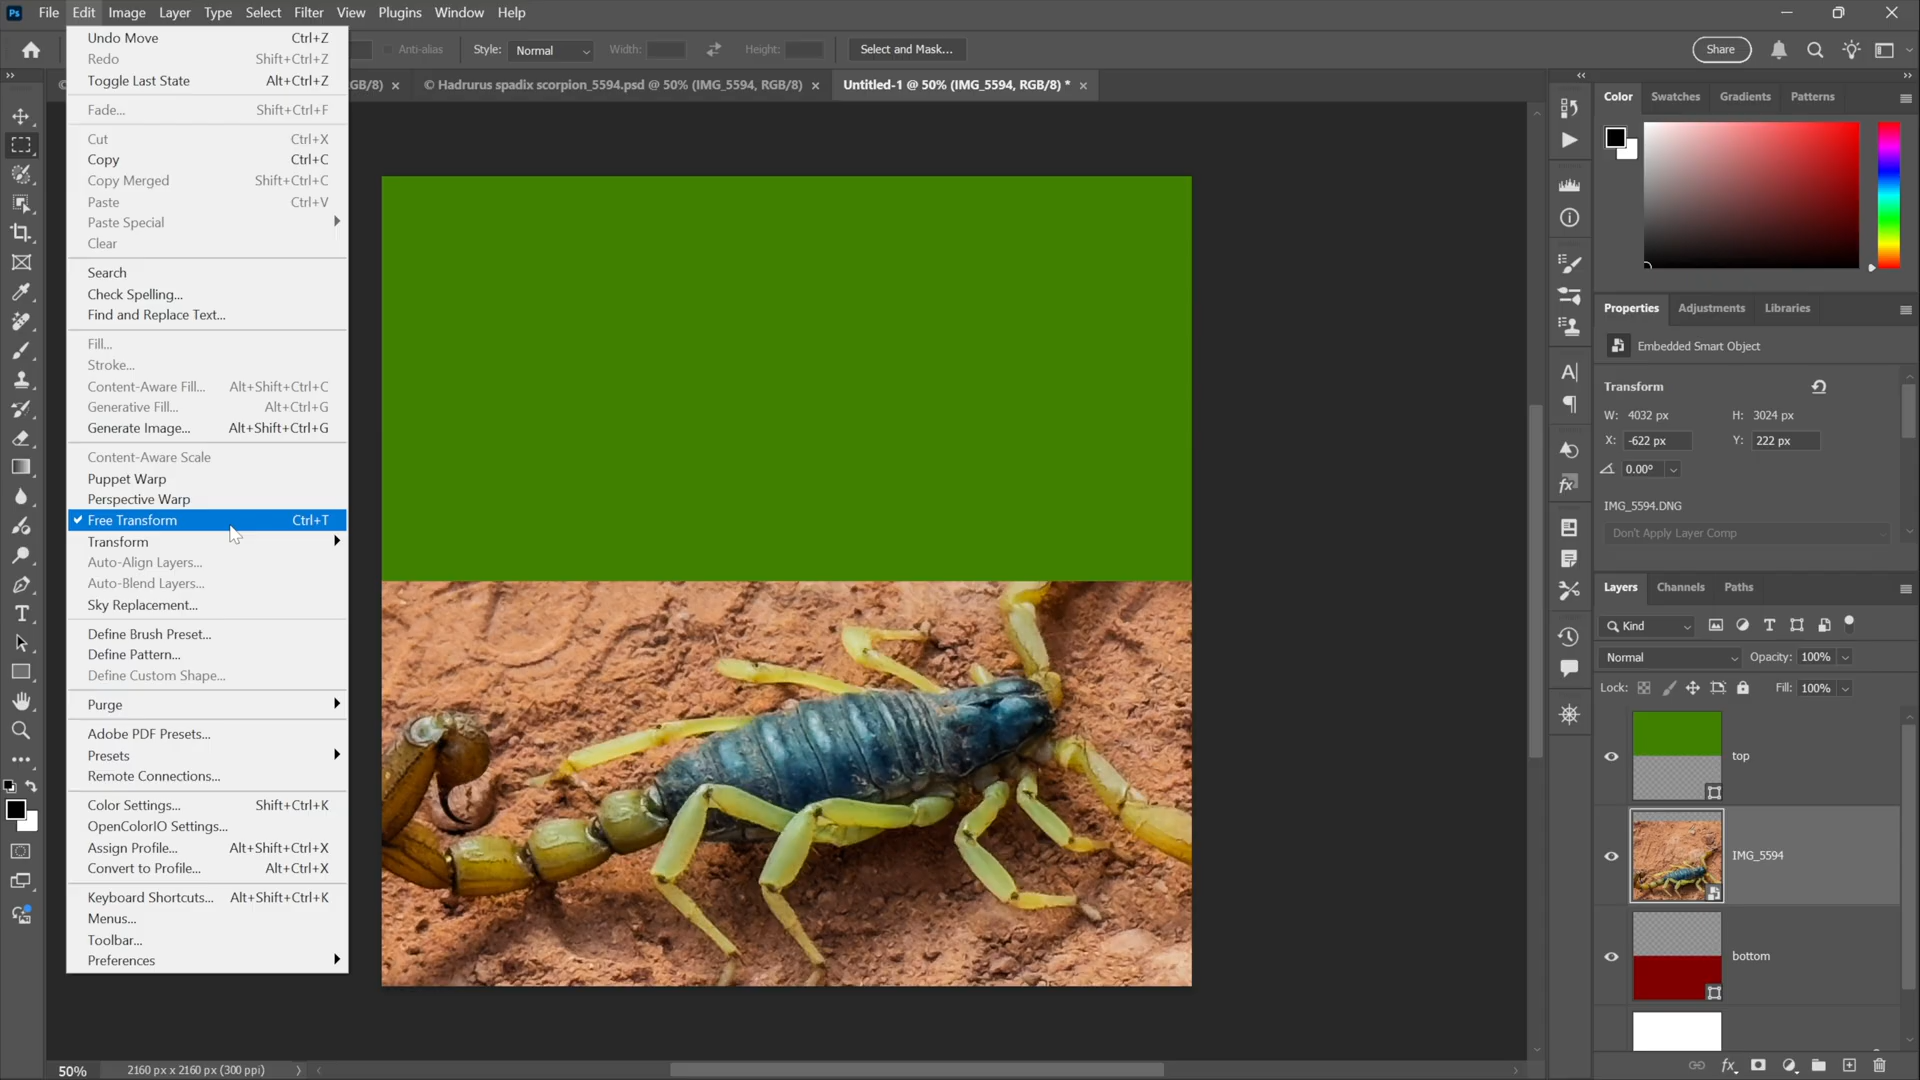 Ps File Edit Image Layer Type Select Filter View Plugins Window Help
Anti-alias Style: Normal Width: Height: Select and Mask... Share
GB/8) × © Hadrurus spadix scorpion_5594.psd @ 50% (IMG_5594, RGB/8) × Untitled-1 @ 50% (IMG_5594, RGB/8) * ×
Undo Move Ctrl+Z
Redo Shift+Ctrl+Z
Toggle Last State Alt+Ctrl+Z
Fade... Shift+Ctrl+F
Cut Ctrl+X
Copy Ctrl+C
Copy Merged Shift+Ctrl+C
Paste Ctrl+V
Paste Special
Clear
Search
Check Spelling...
Find and Replace Text...
Fill...
Stroke...
Content-Aware Fill... Alt+Shift+Ctrl+C
Generative Fill... Alt+Ctrl+G
Generate Image... Alt+Shift+Ctrl+G
Content-Aware Scale
Puppet Warp
Perspective Warp
Free Transform Ctrl+T
Transform
Auto-Align Layers...
Auto-Blend Layers...
Sky Replacement...
Define Brush Preset...
Define Pattern...
Define Custom Shape...
Purge
Adobe PDF Presets...
Presets
Remote Connections...
Color Settings... Shift+Ctrl+K
OpenColorIO Settings...
Assign Profile... Alt+Shift+Ctrl+X
Convert to Profile... Alt+Ctrl+X
Keyboard Shortcuts... Alt+Shift+Ctrl+K
Menus...
Toolbar...
Preferences
Color Swatches Gradients Patterns
Properties Adjustments Libraries
Embedded Smart Object
Transform
W: 4032 px H: 3024 px
X: -622 px Y: 222 px
0.00°
IMG_5594.DNG
Don't Apply Layer Comp
Layers Channels Paths
Kind
Normal Opacity: 100%
Lock: Fill: 100%
top
IMG_5594
bottom
50% 2160 px x 2160 px (300 ppi)